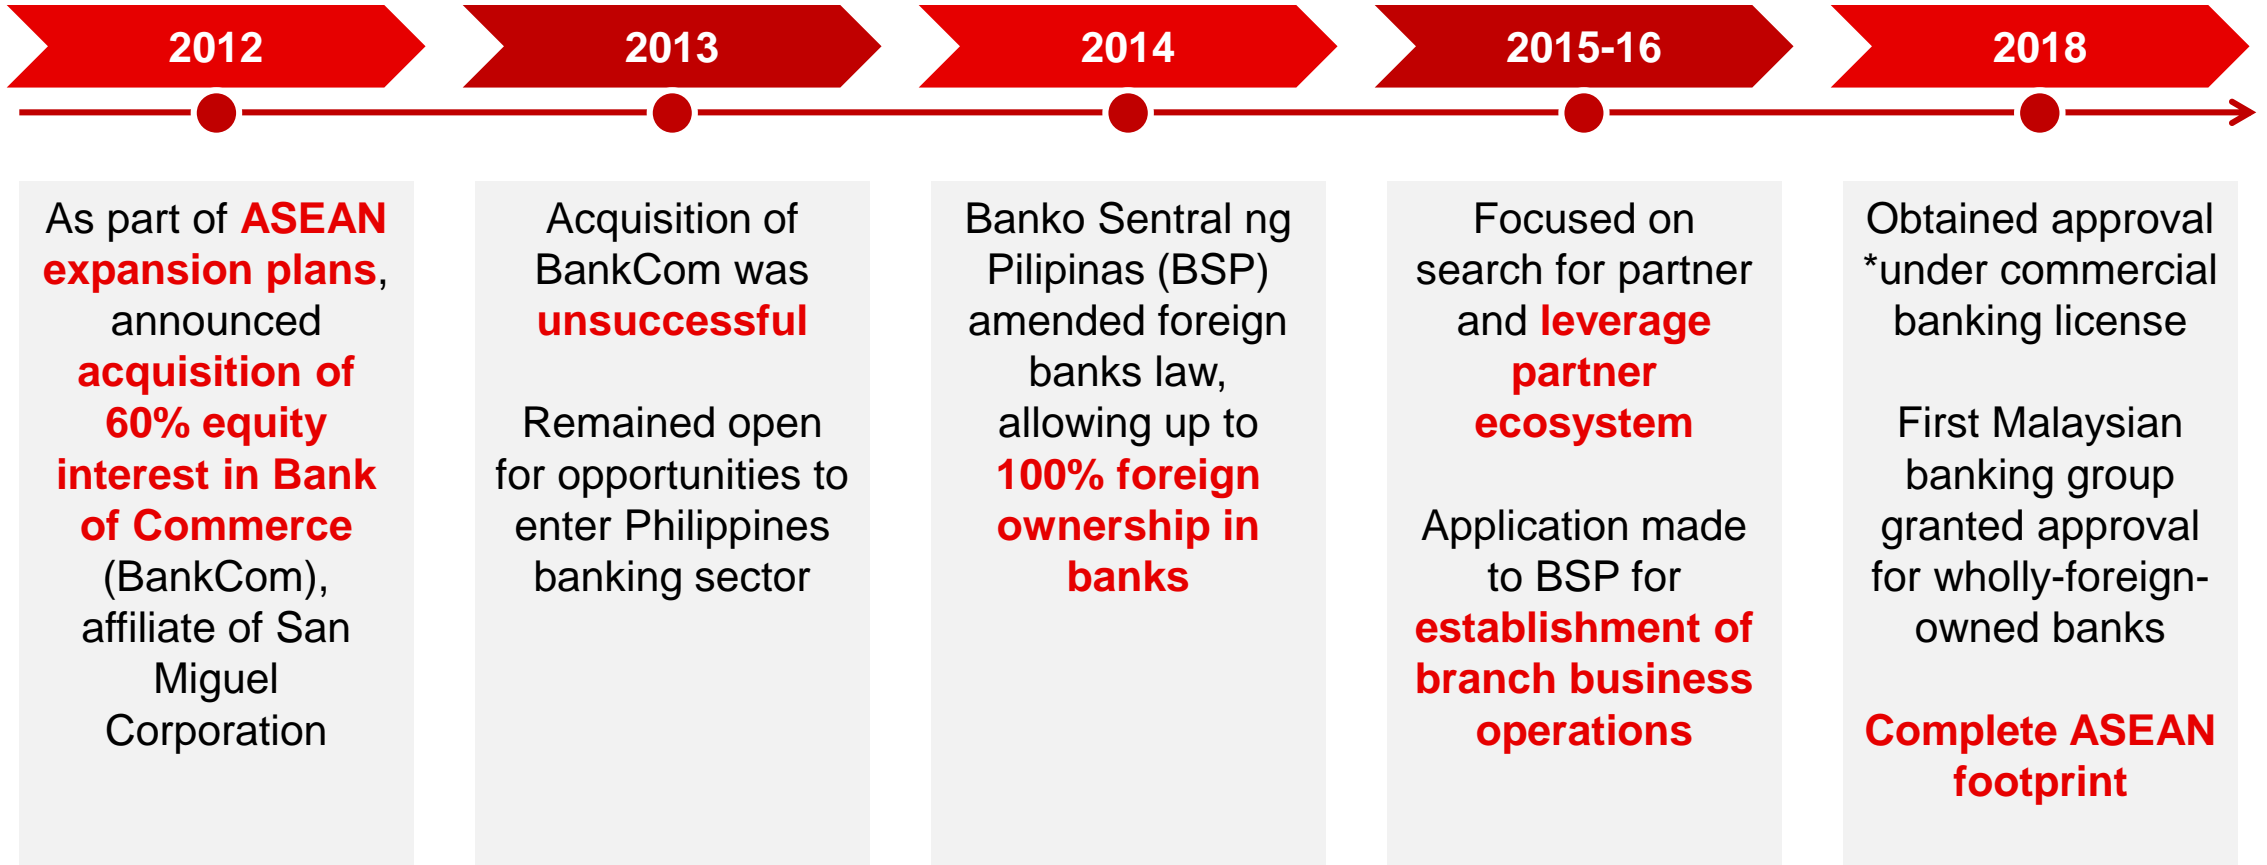 2012
As part of ASEAN
expansion plans,
announced
acquisition of
60% equity
interest in Bank
of Commerce
(BankCom),
affiliate of San
Miguel
Corporation
2013
Acquisition of
BankCom was
unsuccessful
Remained open
for opportunities to
enter Philippines
banking sector
2014
Banko Sentral ng
Pilipinas (BSP)
amended foreign
banks law,
allowing up to
100% foreign
ownership in
banks
2015-16
Focused on
search for partner
and leverage
partner
ecosystem
Application made
to BSP for
establishment of
branch business
operations
2018
Obtained approval
*under commercial
banking license
First Malaysian
banking group
granted approval
for wholly-foreign-
owned banks
Complete ASEAN
footprint